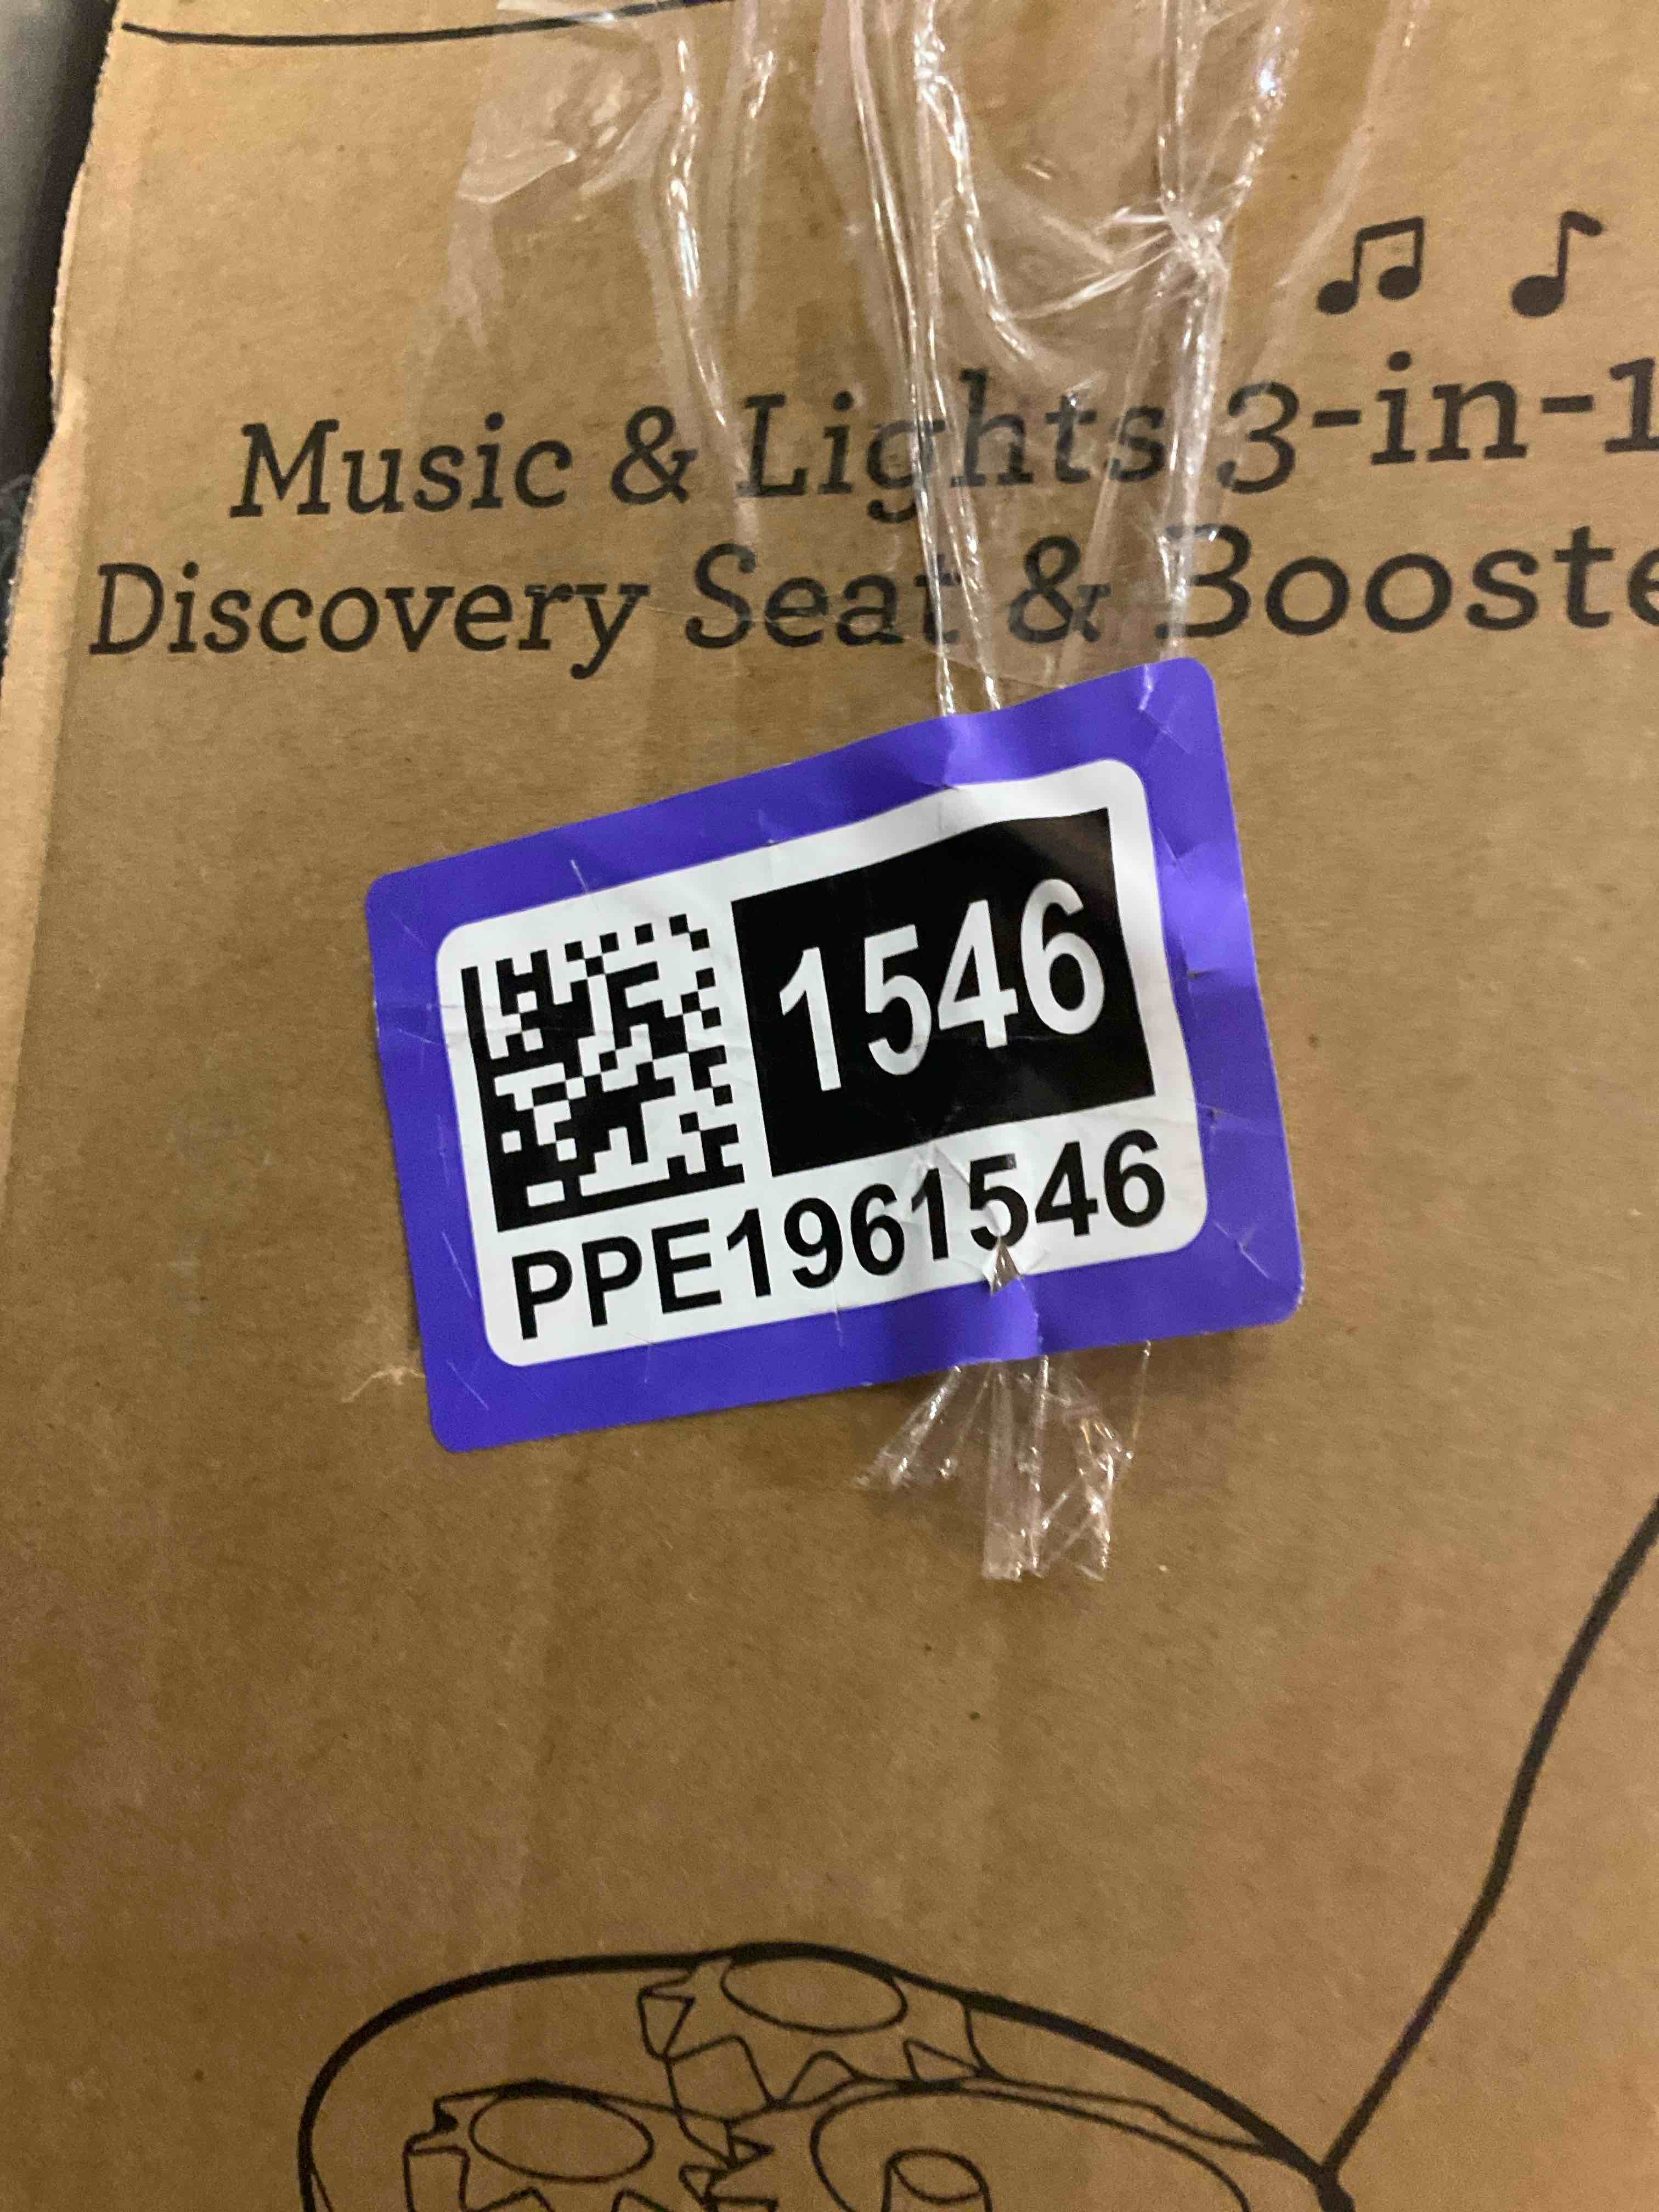 Music & Lights 3-in-1
Discovery Seat & Booste
1546
PPE1961546